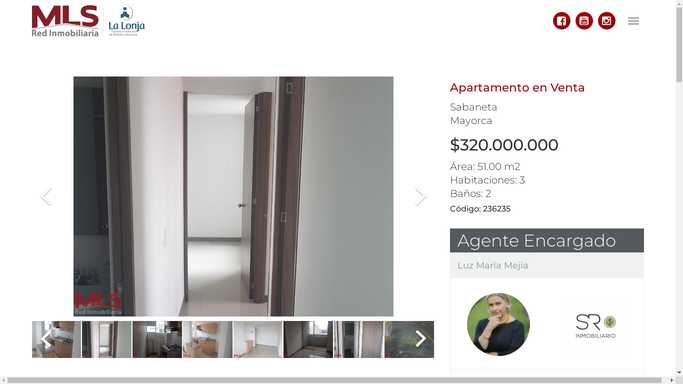 MLS
Red Inmobiliaria
La Lonja
Apartamento en Venta
Sabaneta
Mayorca
$320.000.000
Área: 51.00 m2
Habitaciones: 3
Baños: 2
Código: 236235
Agente Encargado
Luz María Mejia
MLS
Red Inmobiliaria
SR
INMOBILIARIO